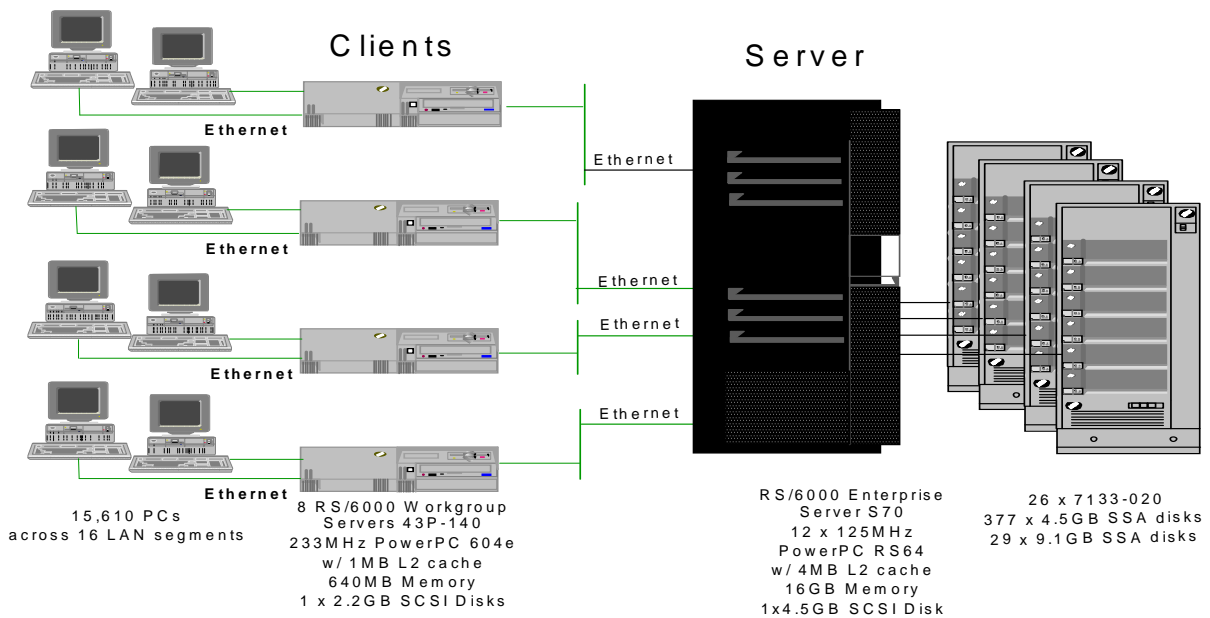 Clients
Server
Ethernet
Ethernet
Ethernet
Ethernet
Ethernet
Ethernet
Ethernet
Ethernet
15,610 PCs
across 16 LAN segments
8 RS/6000 Workgroup
Servers 43P-140
233MHz PowerPC 604e
w/ 1MB L2 cache
640MB Memory
1 x 2.2GB SCSI Disks
RS/6000 Enterprise
Server S70
12 x 125MHz
PowerPC RS64
w/ 4MB L2 cache
16GB Memory
1x4.5GB SCSI Disk
26 x 7133-020
377 x 4.5GB SSA disks
29 x 9.1GB SSA disks